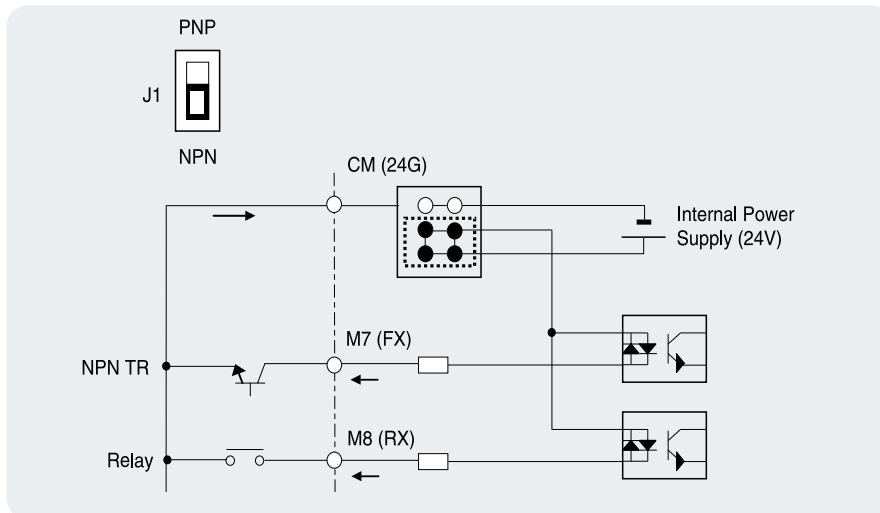 PNP
J1
NPN
CM (24G)
Internal Power
Supply (24V)
M7 (FX)
NPN TR
M8 (RX)
Relay